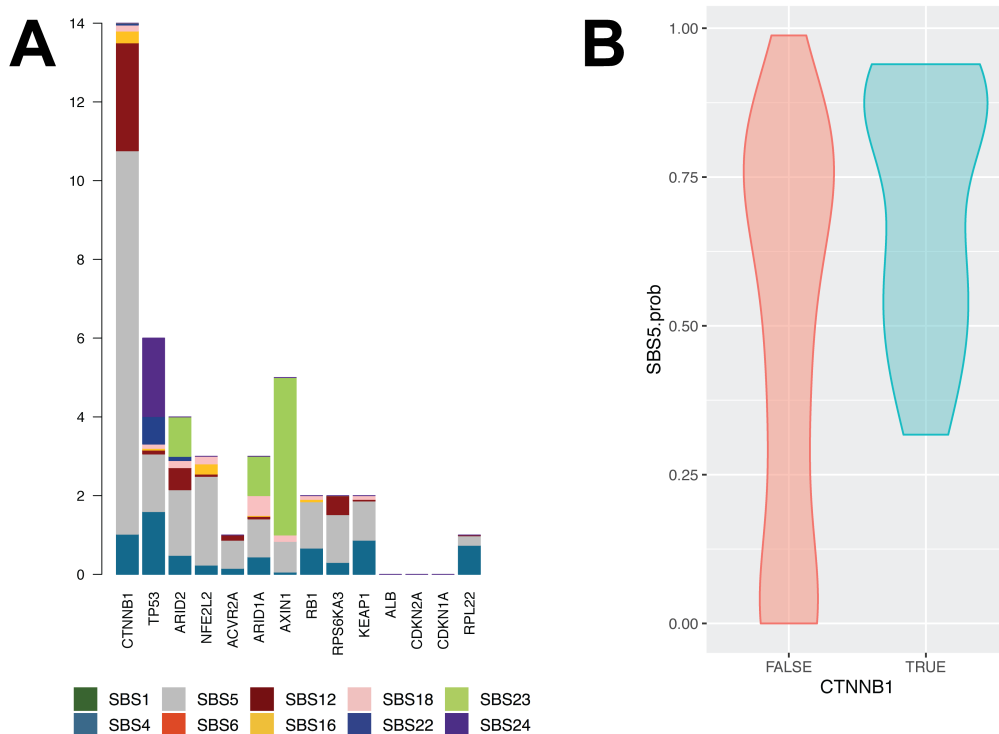 A
14
12
10
8
6
4
2
0
CTNNB1
TP53
ARID2
NFE2L2
ACVR2A
ARID1A
AXIN1
RB1
RPS6KA3
KEAP1
ALB
CDKN2A
CDKN1A
RPL22
SBS1
SBS5
SBS12
SBS18
SBS23
SBS4
SBS6
SBS16
SBS22
SBS24
B
1.00
0.75
0.50
0.25
0.00
SBS5.prob
FALSE
TRUE
CTNNB1